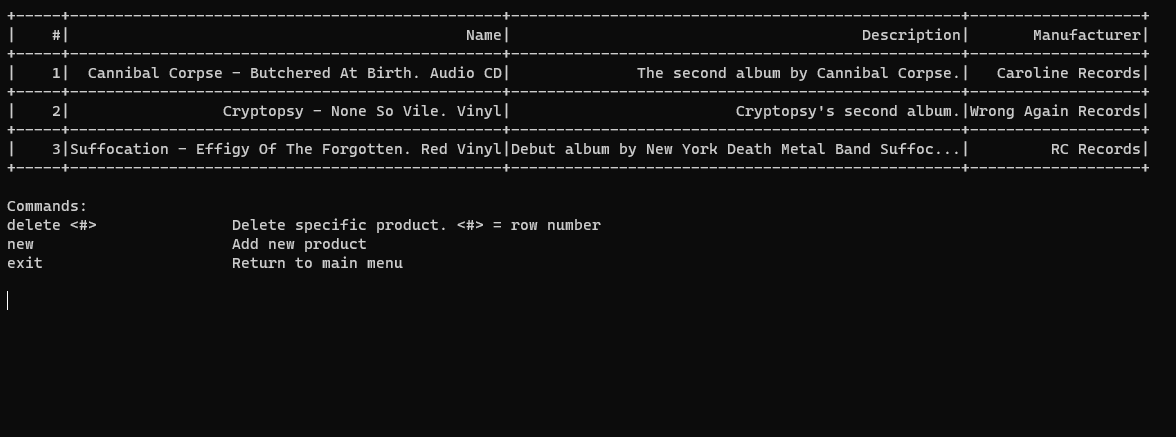 +-----+------------------------------------------------+--------------------------------------------------+-------------------+
|    #|                                            Name|                                       Description|       Manufacturer|
+-----+------------------------------------------------+--------------------------------------------------+-------------------+
|    1|  Cannibal Corpse - Butchered At Birth. Audio CD|              The second album by Cannibal Corpse.|   Caroline Records|
+-----+------------------------------------------------+--------------------------------------------------+-------------------+
|    2|                 Cryptopsy - None So Vile. Vinyl|                         Cryptopsy's second album.|Wrong Again Records|
+-----+------------------------------------------------+--------------------------------------------------+-------------------+
|    3|Suffocation - Effigy Of The Forgotten. Red Vinyl|Debut album by New York Death Metal Band Suffoc...|         RC Records|
+-----+------------------------------------------------+--------------------------------------------------+-------------------+
Commands:
delete <#>               Delete specific product. <#> = row number
new                      Add new product
exit                     Return to main menu